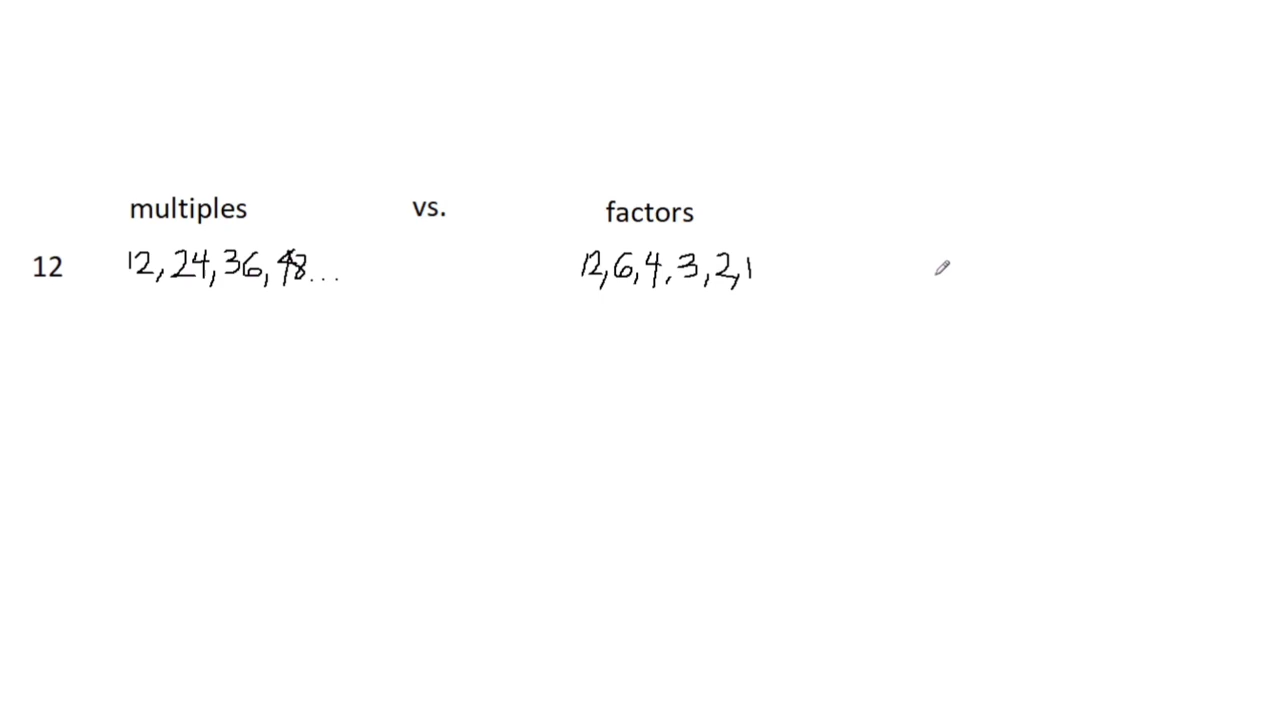 multiples vs. factors
12 12, 24, 36, 48... 12, 6, 4, 3, 2, 1